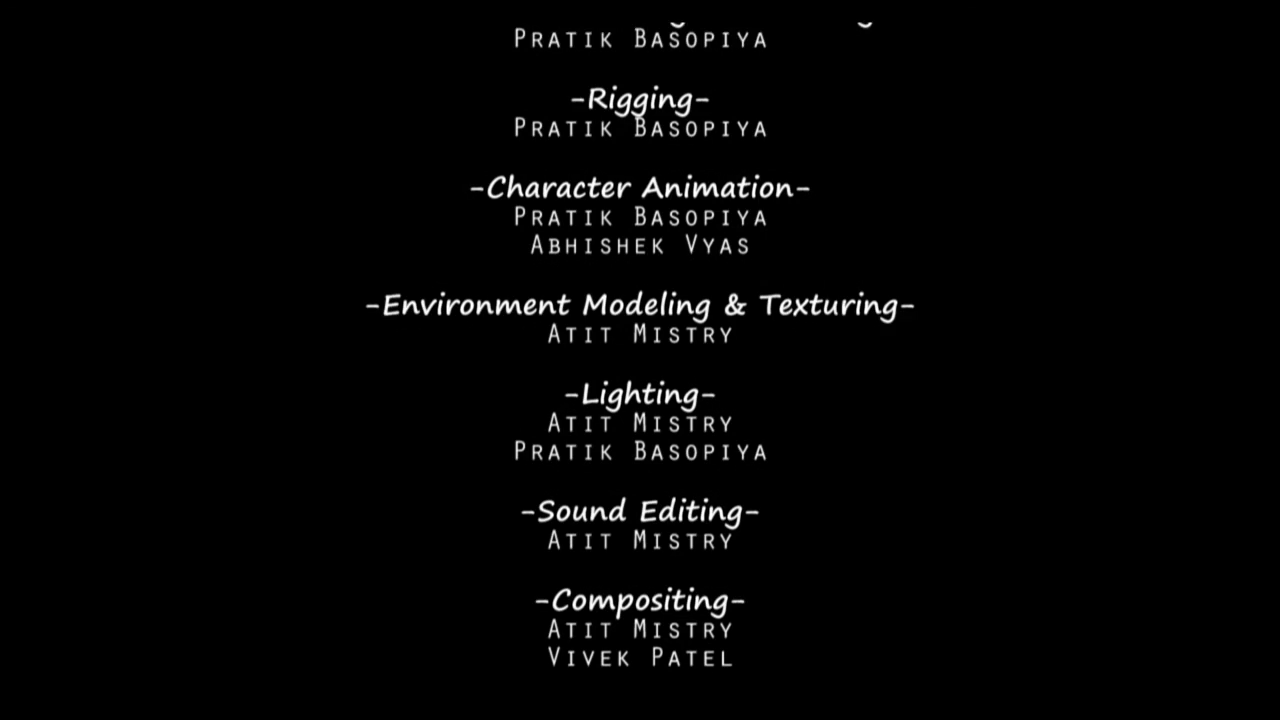 Pratik Basopiya
-Rigging-
Pratik Basopiya
-Character Animation-
Pratik Basopiya
Abhishek Vyas
-Environment Modeling & Texturing-
Atit Mistry
-Lighting-
Atit Mistry
Pratik Basopiya
-Sound Editing-
Atit Mistry
-Compositing-
Atit Mistry
Vivek Patel